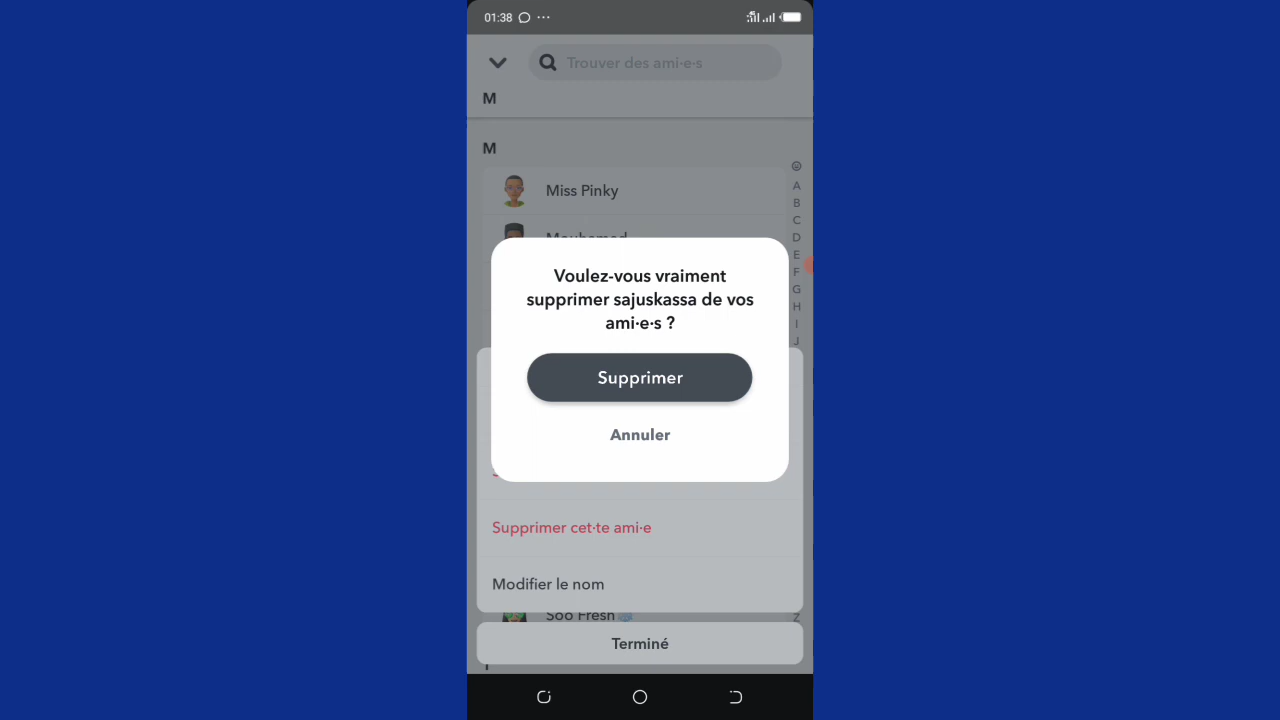 01:38
Trouver des ami·e·s
M
M
Miss Pinky
A
B
C
D
E
F
G
H
I
J
Mouhamed
Voulez-vous vraiment
supprimer sajuskassa de vos
ami·e·s ?
Supprimer
Annuler
Supprimer cet·te ami·e
Modifier le nom
Soo Fresh
Z
Terminé